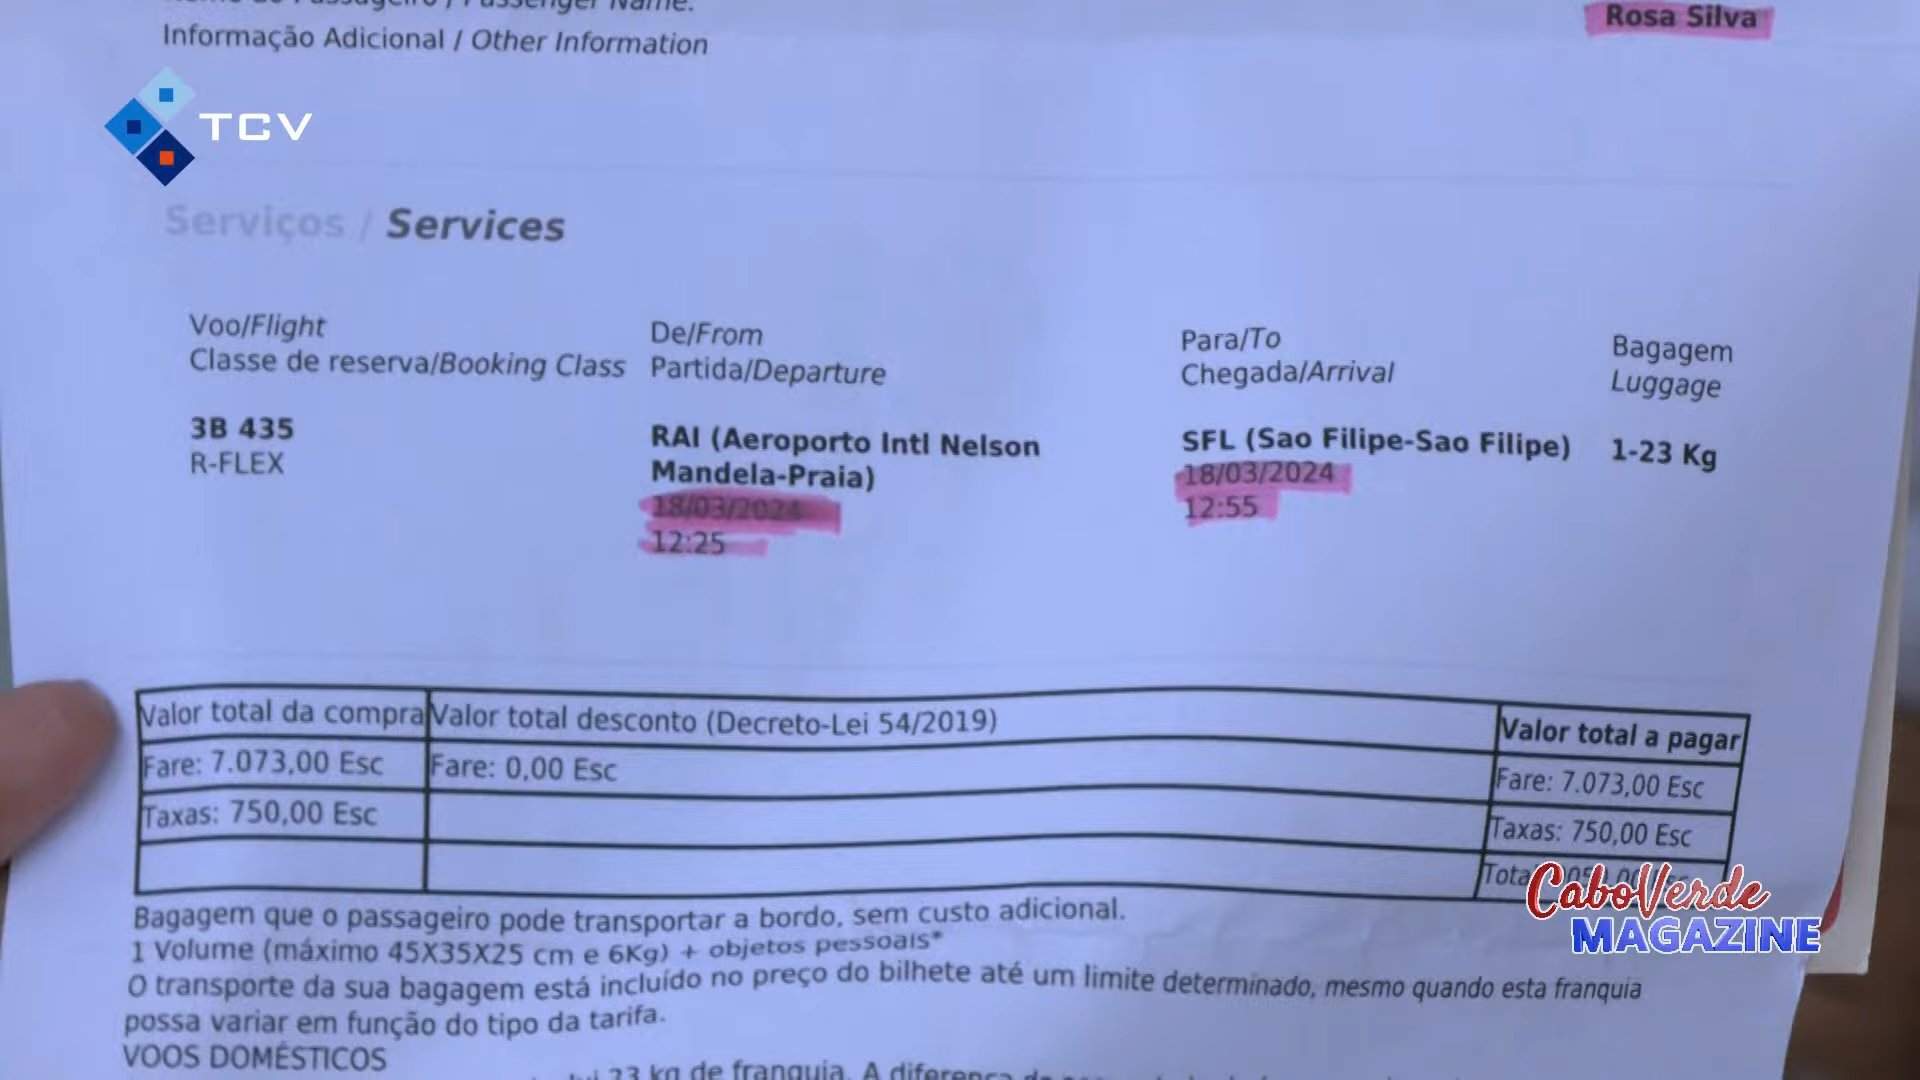 Rosa Silva
Informação Adicional / Other Information
TCV
Serviços / Services
Voo/Flight
Classe de reserva/Booking Class
De/From
Partida/Departure
Para/To
Chegada/Arrival
Bagagem
Luggage
3B 435
R-FLEX
RAI (Aeroporto Intl Nelson
Mandela-Praia)
18/03/2024
12:25
SFL (Sao Filipe-Sao Filipe)
18/03/2024
12:55
1-23 Kg
Valor total da compra
Valor total desconto (Decreto-Lei 54/2019)
Valor total a pagar
Fare: 7.073,00 Esc
Fare: 0,00 Esc
Fare: 7.073,00 Esc
Taxas: 750,00 Esc
Taxas: 750,00 Esc
CaboVerde
MAGAZINE
Bagagem que o passageiro pode transportar a bordo, sem custo adicional.
1 Volume (máximo 45X35X25 cm e 6Kg) + objetos pessoais*
O transporte da sua bagagem está incluído no preço do bilhete até um limite determinado, mesmo quando esta franquia
possa variar em função do tipo da tarifa.
VOOS DOMÉSTICOS
23 kg de franquia. A diferença